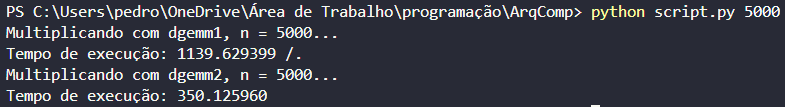 PS C:\Users\pedro\OneDrive\Área de Trabalho\programação\ArqComp> python script.py 5000
Multiplicando com dgemm1, n = 5000...
Tempo de execução: 1139.629399 /.
Multiplicando com dgemm2, n = 5000...
Tempo de execução: 350.125960